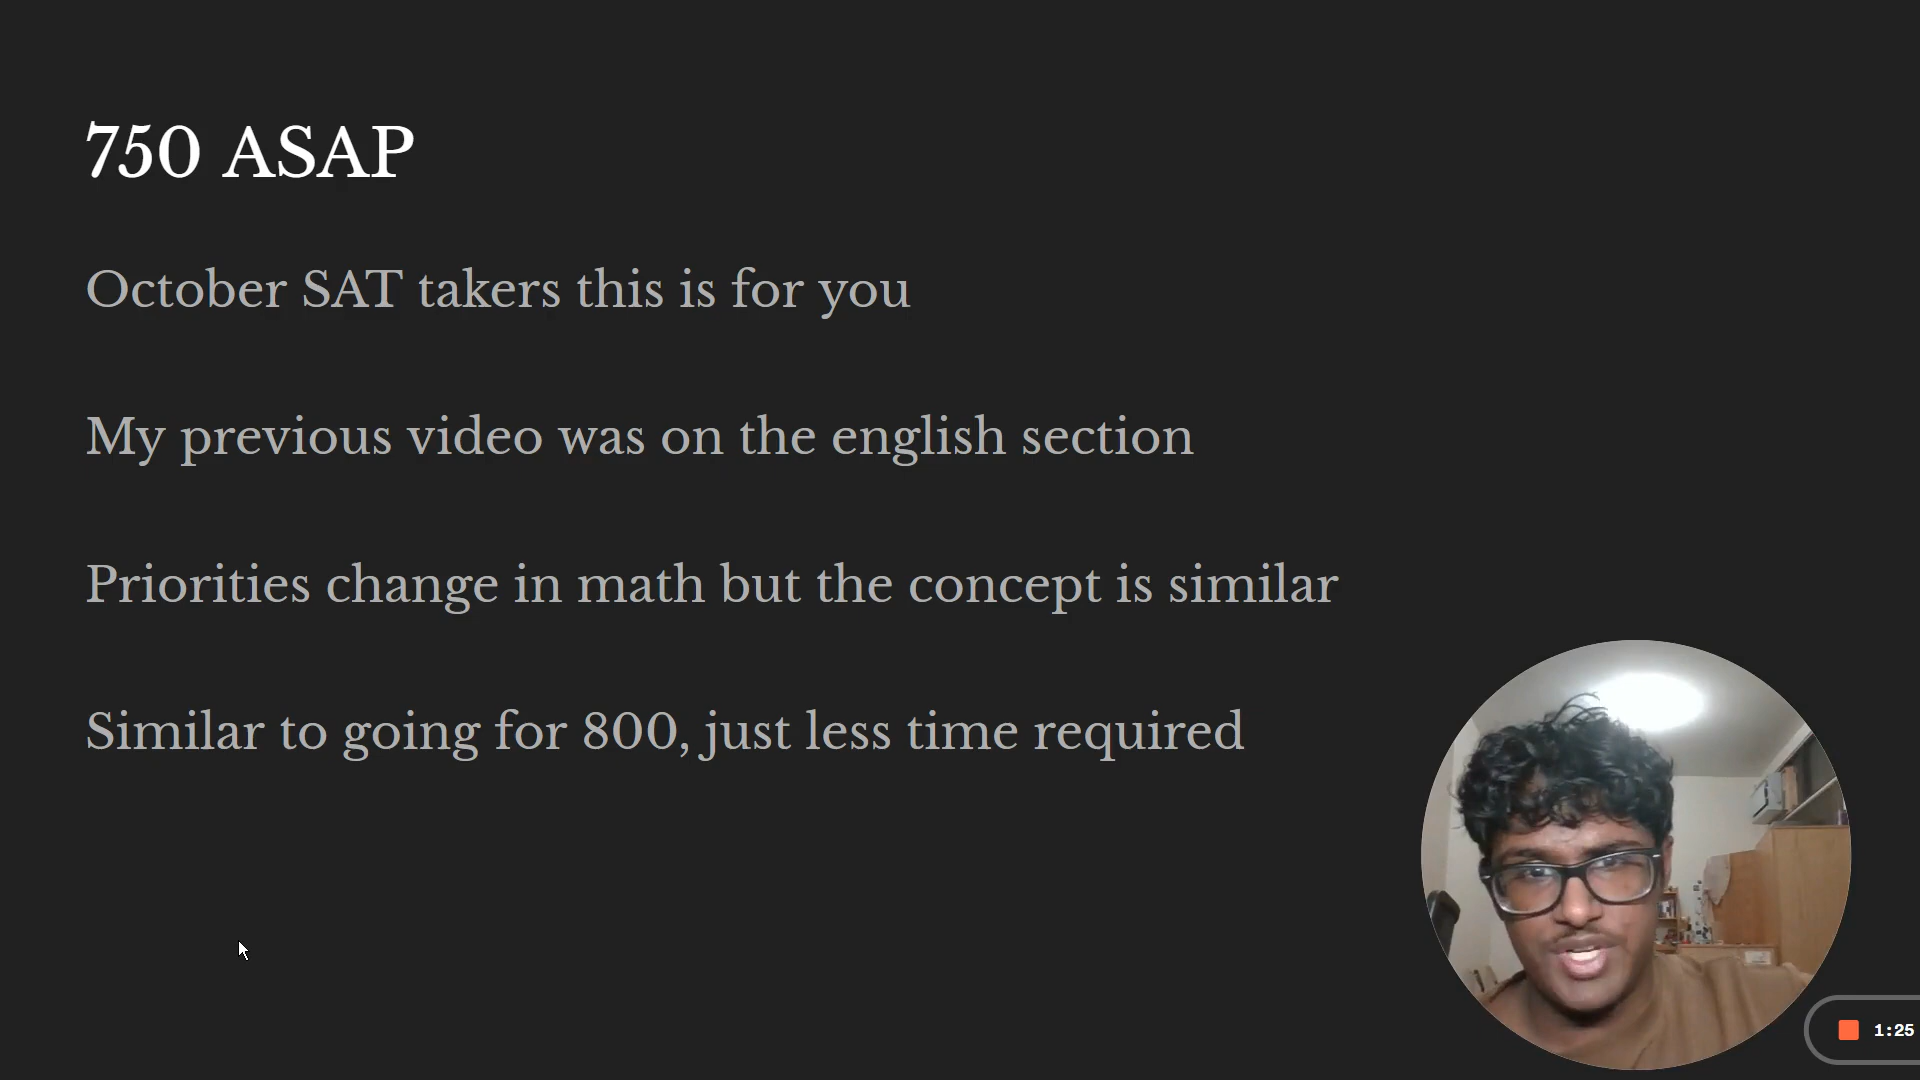 750 ASAP
October SAT takers this is for you
My previous video was on the english section
Priorities change in math but the concept is similar
Similar to going for 800, just less time required
1:25